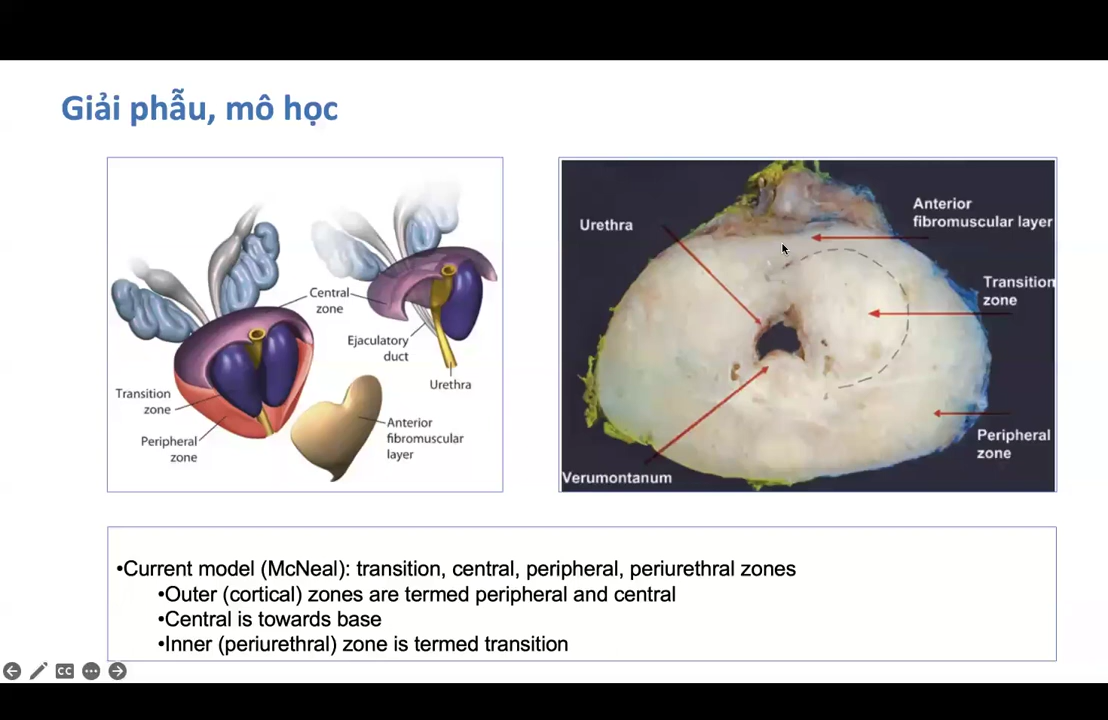 Giải phẫu, mô học
Central
zone
Ejaculatory
duct
Urethra
Transition
zone
Peripheral
zone
Anterior
fibromuscular
layer
Urethra
Anterior
fibromuscular layer
Transition
zone
Peripheral
zone
Verumontanum
•Current model (McNeal): transition, central, peripheral, periurethral zones
•Outer (cortical) zones are termed peripheral and central
•Central is towards base
•Inner (periurethral) zone is termed transition
CC